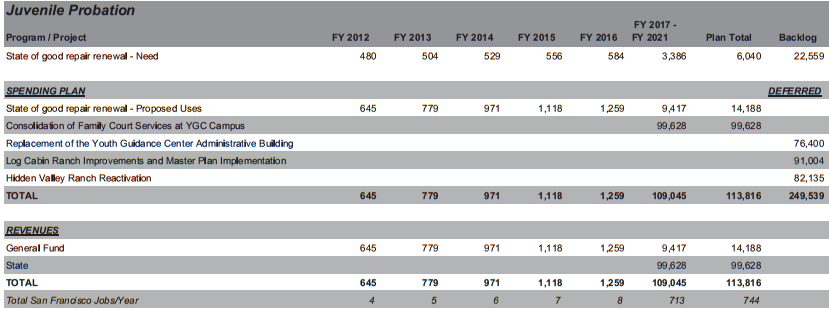 Juvenile Probation
Program / Project FY 2012 FY 2013 FY 2014 FY 2015 FY 2016 FY 2017 - FY 2021 Plan Total Backlog
State of good repair renewal - Need 480 504 529 556 584 3,386 6,040 22,559
SPENDING PLAN DEFERRED
State of good repair renewal - Proposed Uses 645 779 971 1,118 1,259 9,417 14,188
Consolidation of Family Court Services at YGC Campus 99,628 99,628
Replacement of the Youth Guidance Center Administrative Building 76,400
Log Cabin Ranch Improvements and Master Plan Implementation 91,004
Hidden Valley Ranch Reactivation 82,135
TOTAL 645 779 971 1,118 1,259 109,045 113,816 249,539
REVENUES
General Fund 645 779 971 1,118 1,259 9,417 14,188
State 99,628 99,628
TOTAL 645 779 971 1,118 1,259 109,045 113,816
Total San Francisco Jobs/Year 4 5 6 7 8 713 744